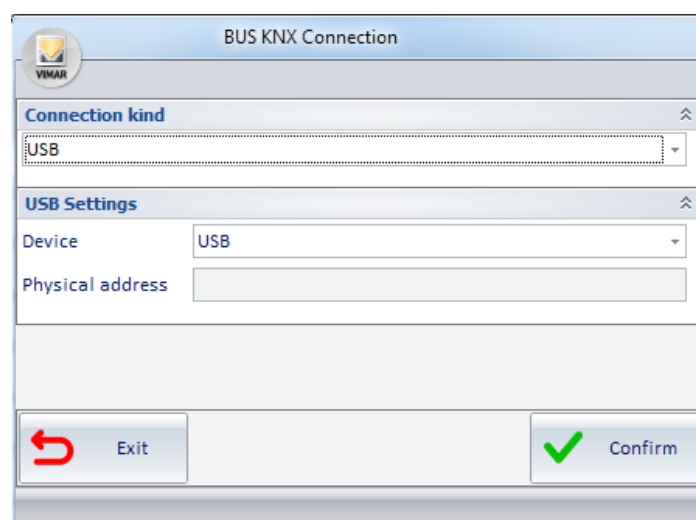 BUS KNX Connection
VIMAR
Connection kind
USB
USB Settings
Device USB
Physical address
Exit Confirm